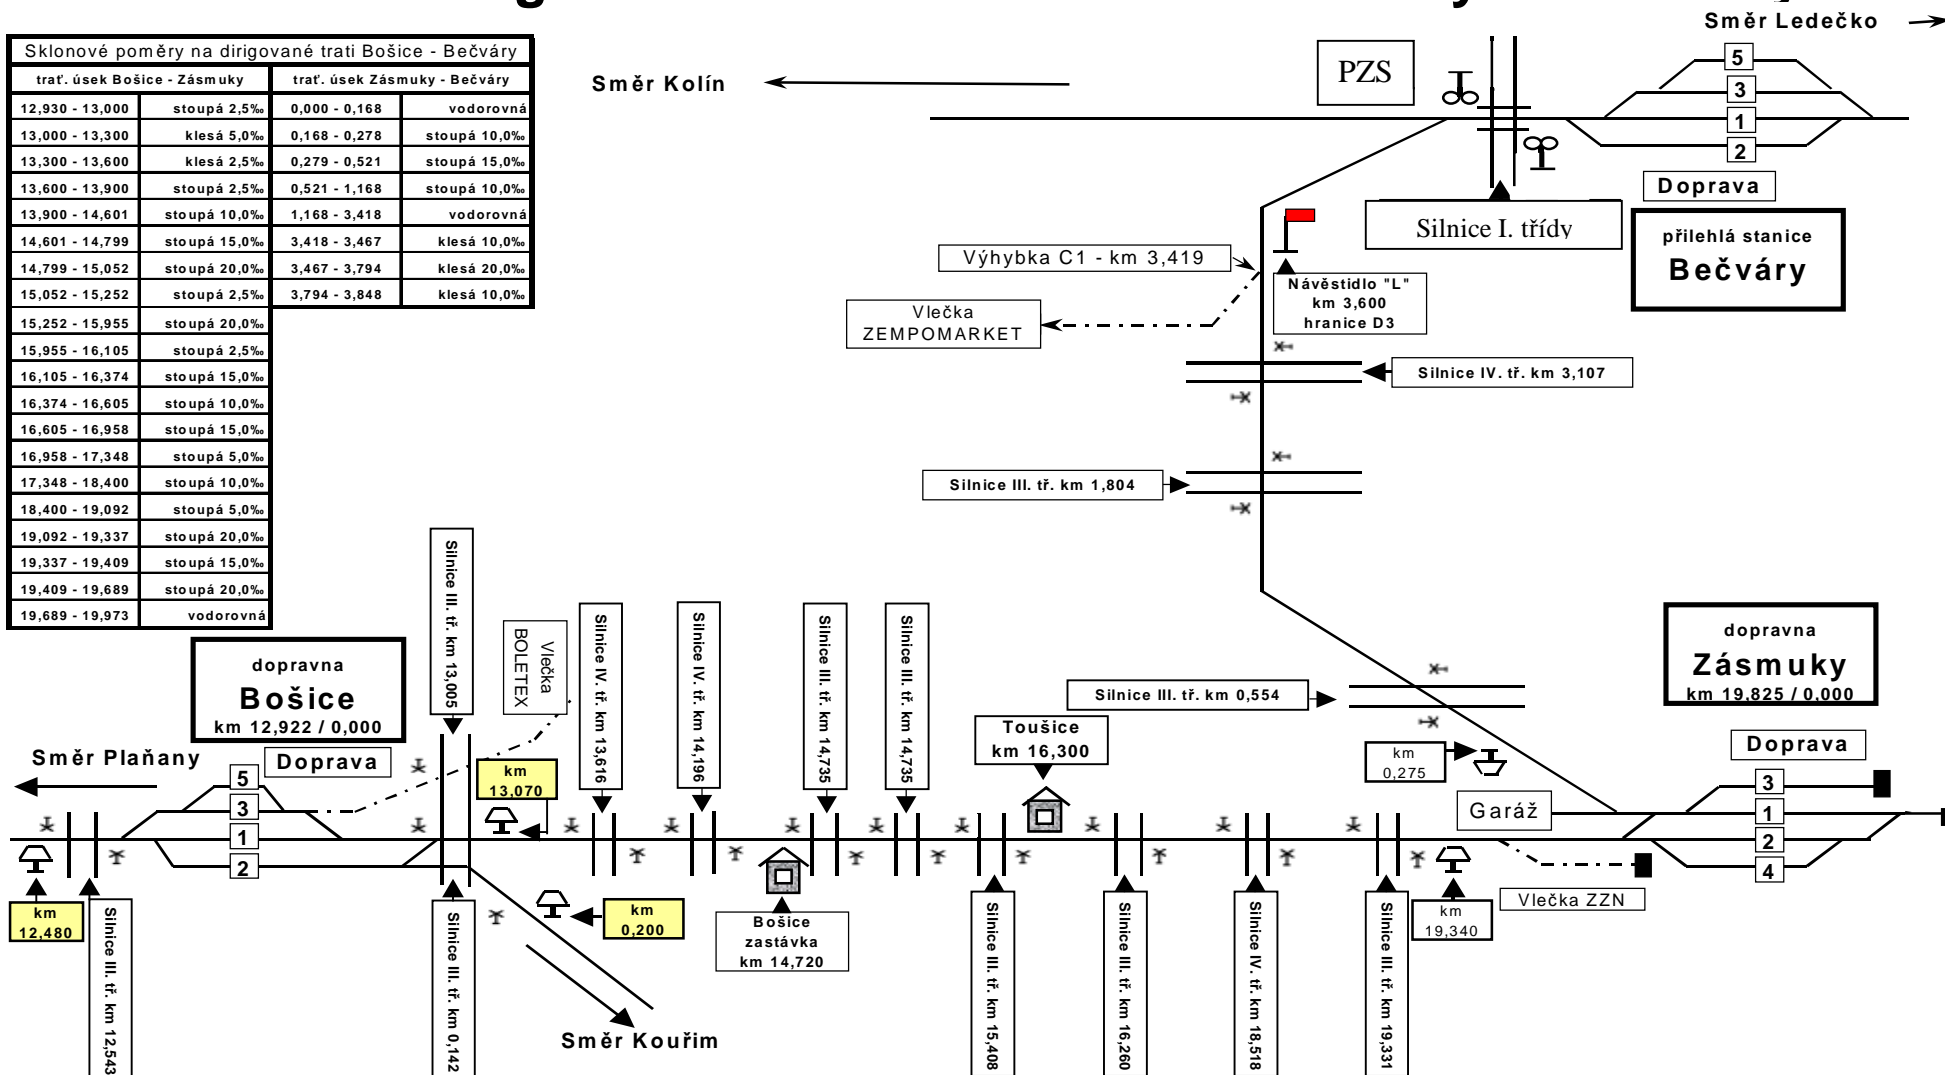 Směr Ledečko
Sklonové poměry na dirigované trati Bošice - Bečváry
trať. úsek Bošice - Zásmuky trať. úsek Zásmuky - Bečváry
12,930 - 13,000 stoupá 2,5‰ 0,000 - 0,168 vodorovná
13,000 - 13,300 klesá 5,0‰ 0,168 - 0,278 stoupá 10,0‰
13,300 - 13,600 klesá 2,5‰ 0,279 - 0,521 stoupá 15,0‰
13,600 - 13,900 stoupá 2,5‰ 0,521 - 1,168 stoupá 10,0‰
13,900 - 14,601 stoupá 10,0‰ 1,168 - 3,418 vodorovná
14,601 - 14,799 stoupá 15,0‰ 3,418 - 3,467 klesá 10,0‰
14,799 - 15,052 stoupá 20,0‰ 3,467 - 3,794 klesá 20,0‰
15,052 - 15,252 stoupá 2,5‰ 3,794 - 3,848 klesá 10,0‰
15,252 - 15,955 stoupá 20,0‰
15,955 - 16,105 stoupá 2,5‰
16,105 - 16,374 stoupá 15,0‰
16,374 - 16,605 stoupá 10,0‰
16,605 - 16,958 stoupá 15,0‰
16,958 - 17,348 stoupá 5,0‰
17,348 - 18,400 stoupá 10,0‰
18,400 - 19,092 stoupá 5,0‰
19,092 - 19,337 stoupá 20,0‰
19,337 - 19,409 stoupá 15,0‰
19,409 - 19,689 stoupá 20,0‰
19,689 - 19,973 vodorovná
Směr Kolín
PZS
5
3
1
2
Doprava
Silnice I. třídy
přilehlá stanice
Bečváry
Výhybka C1 - km 3,419
Návěstidlo "L"
km 3,600
hranice D3
Vlečka
ZEMPOMARKET
Silnice IV. tř. km 3,107
Silnice III. tř. km 1,804
Silnice III. tř. km 0,554
dopravna
Bošice
km 12,922 / 0,000
Silnice III. tř. km 13,005
Vlečka
BOLETEX
Silnice IV. tř. km 13,616
Silnice IV. tř. km 14,196
Silnice III. tř. km 14,735
Silnice III. tř. km 14,735
dopravna
Zásmuky
km 19,825 / 0,000
Toušice
km 16,300
km
0,275
Doprava
Směr Plaňany
Doprava
km
13,070
5
3
1
2
Garáž
3
1
2
4
km
12,480
km
0,200
Bošice
zastávka
km 14,720
km
19,340
Vlečka ZZN
Silnice III. tř. km 12,543
Silnice III. tř. km 0,142
Silnice III. tř. km 15,408
Silnice III. tř. km 16,260
Silnice IV. tř. km 18,518
Silnice III. tř. km 19,331
Směr Kouřim